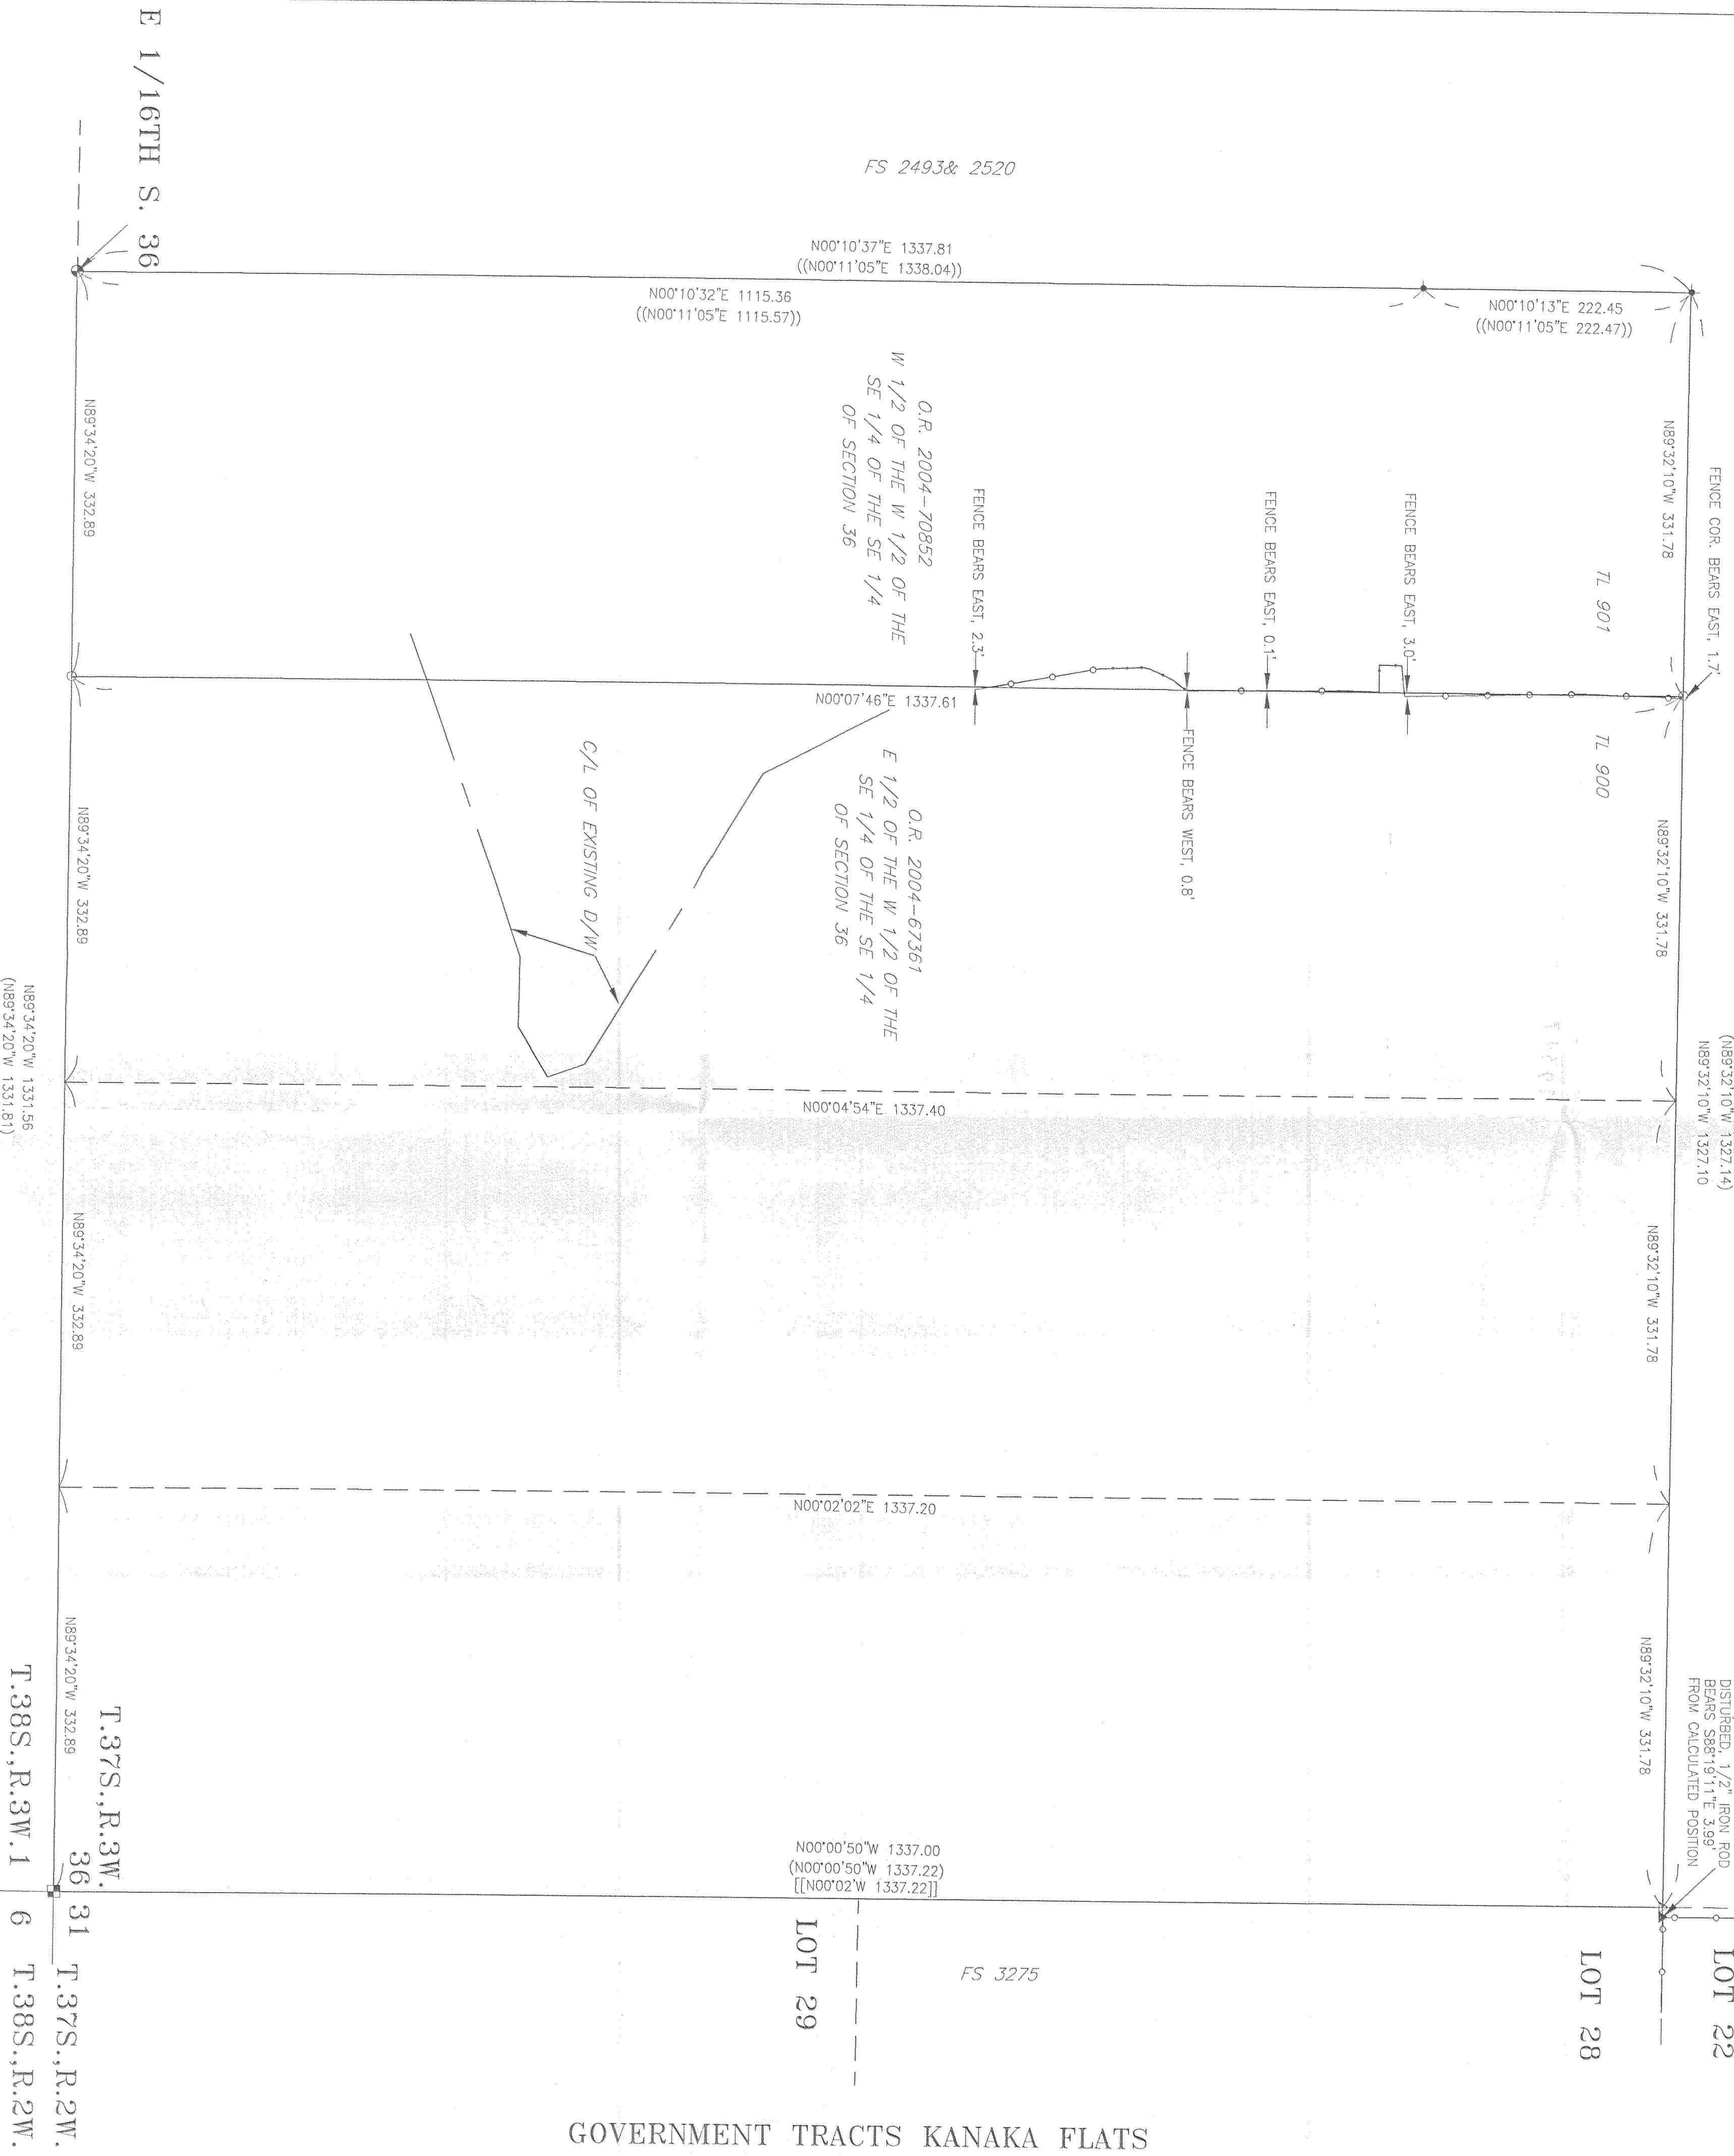 E 1/16TH S. 36
FS 2493& 2520
N00°10'37"E 1337.81
((N00°11'05"E 1338.04))
N00°10'32"E 1115.36
((N00°11'05"E 1115.57))
N00°10'13"E 222.45
((N00°11'05"E 222.47))
FENCE COR. BEARS EAST, 1.7'
N89°32'10"W 331.78
TL 901
FENCE BEARS EAST, 3.0'
FENCE BEARS EAST, 0.1'
FENCE BEARS EAST, 2.3'
O.R. 2004-70852
W 1/2 OF THE W 1/2 OF THE
SE 1/4 OF THE SE 1/4
OF SECTION 36
N89°34'20"W 332.89
N00°07'46"E 1337.61
TL 900
N89°32'10"W 331.78
FENCE BEARS WEST, 0.8'
O.R. 2004-67361
E 1/2 OF THE W 1/2 OF THE
SE 1/4 OF THE SE 1/4
OF SECTION 36
C/L OF EXISTING D/W
N89°34'20"W 332.89
(N89°32'10"W 1327.14)
N89°32'10"W 1327.10
N00°04'54"E 1337.40
N89°34'20"W 1331.56
(N89°34'20"W 1331.81)
N89°32'10"W 331.78
N89°34'20"W 332.89
N00°02'02"E 1337.20
DISTURBED, 1/2" IRON ROD
BEARS S88°19'11"E 3.99'
FROM CALCULATED POSITION
N89°32'10"W 331.78
N89°34'20"W 332.89
N00°00'50"W 1337.00
(N00°00'50"W 1337.22)
[[N00°02'W 1337.22]]
T.37S.,R.3W.
36 31
T.37S.,R.2W.
T.38S.,R.3W. 1 6 T.38S.,R.2W.
LOT 22
LOT 28
LOT 29
FS 3275
GOVERNMENT TRACTS KANAKA FLATS